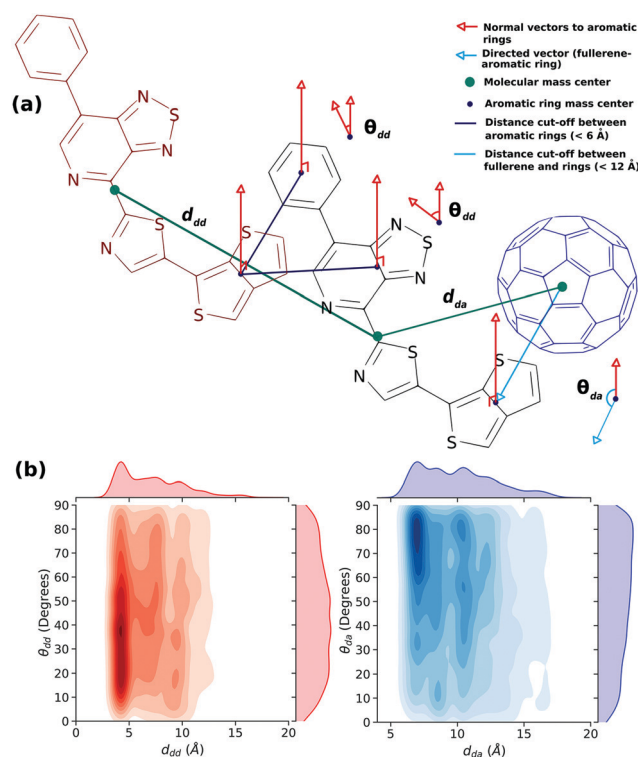 (a)
Normal vectors to aromatic
rings
Directed vector (fullerene-
aromatic ring)
Molecular mass center
Aromatic ring mass center
Distance cut-off between
aromatic rings (< 6 Å)
Distance cut-off between
fullerene and rings (< 12 Å)
N
S
N
N
θdd
ddd
N
S
S
S
θdd
N
S
N
N
dda
N
S
S
S
θda
(b)
90
80
70
60
50
40
30
20
10
0
θdd (Degrees)
0 5 10 15 20
ddd (Å)
90
80
70
60
50
40
30
20
10
0
θda (Degrees)
5 10 15 20
dda (Å)